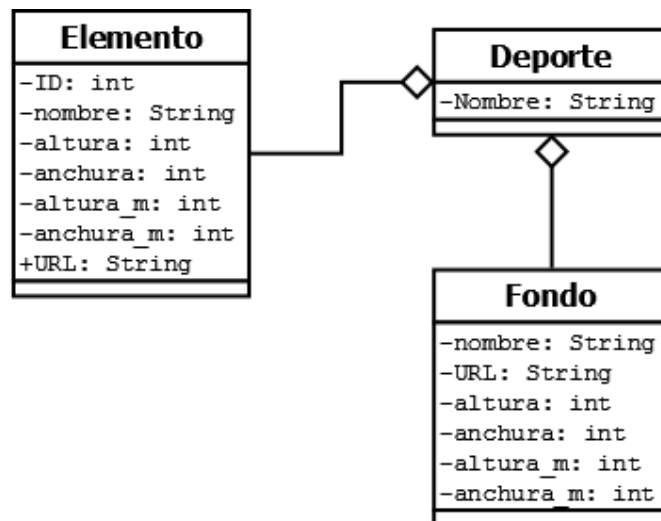 Elemento
-ID: int
-nombre: String
-altura: int
-anchura: int
-altura_m: int
-anchura_m: int
+URL: String
Deporte
-Nombre: String
Fondo
-nombre: String
-URL: String
-altura: int
-anchura: int
-altura_m: int
-anchura_m: int